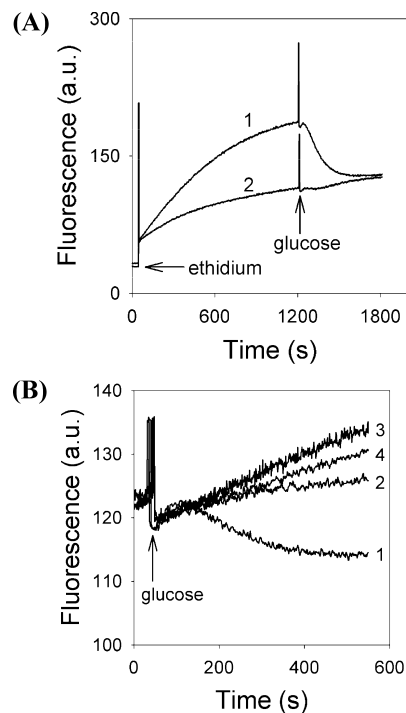 (A)
300
150
0
Fluorescence (a.u.)
1
2
glucose
ethidium
0 600 1200 1800
Time (s)
(B)
140
130
120
110
100
Fluorescence (a.u.)
3
4
2
1
glucose
0 200 400 600
Time (s)